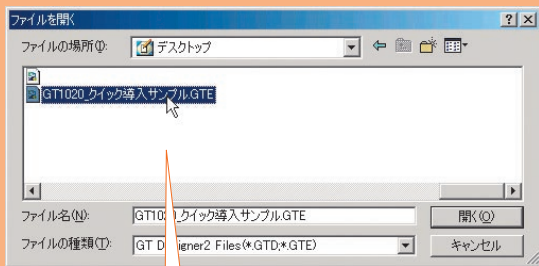 ファイルを開く
ファイルの場所(I):
デスクトップ
GT1020_クイック導入サンプル.GTE
ファイル名(N):
GT1020_クイック導入サンプル.GTE
開く(O)
ファイルの種類(T):
GT Designer2 Files(*.GTD;*.GTE)
キャンセル